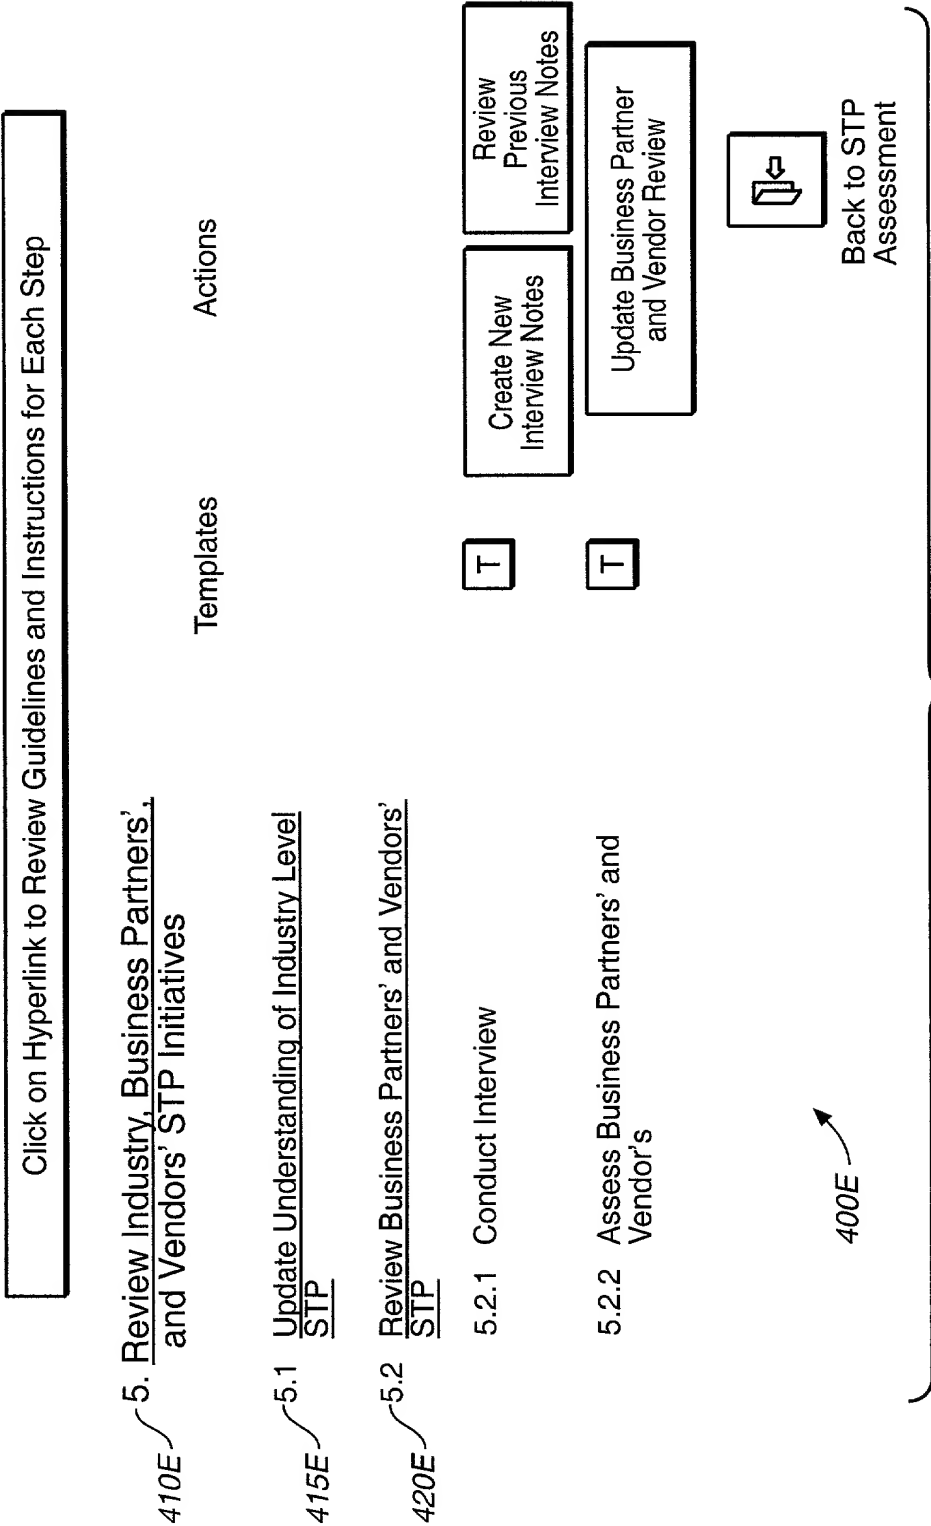 Click on Hyperlink to Review Guidelines and Instructions for Each Step
410E
5. Review Industry, Business Partners',
and Vendors' STP Initiatives
Templates
Actions
415E
5.1 Update Understanding of Industry Level
STP
420E
5.2 Review Business Partners' and Vendors'
STP
5.2.1 Conduct Interview
T
Create New
Interview Notes
Review
Previous
Interview Notes
5.2.2 Assess Business Partners' and
Vendor's
T
Update Business Partner
and Vendor Review
Back to STP
Assessment
400E